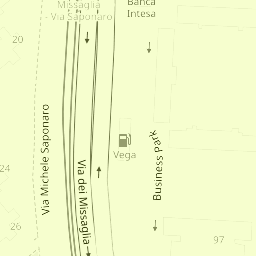 Missaglia
- Via Saponaro
Banca
Intesa
20
Via Michele Saponaro
Via dei Missaglia
Vega
Business Park
24
26
97